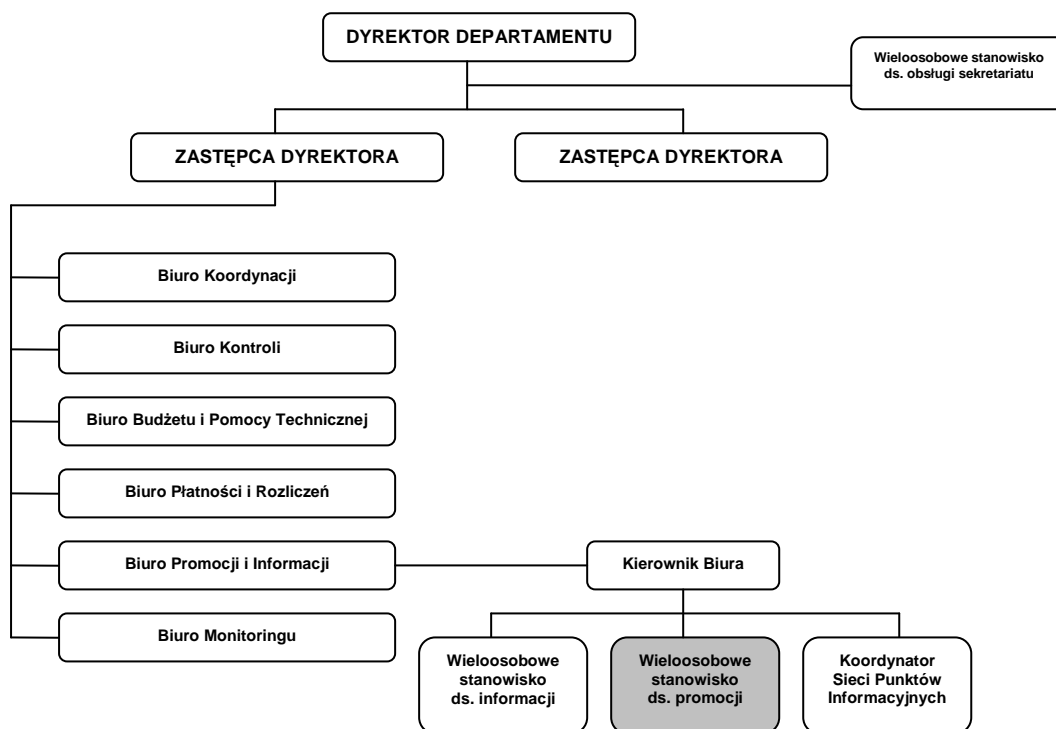 DYREKTOR DEPARTAMENTU
Wieloosobowe stanowisko
ds. obsługi sekretariatu
ZASTĘPCA DYREKTORA
ZASTĘPCA DYREKTORA
Biuro Koordynacji
Biuro Kontroli
Biuro Budżetu i Pomocy Technicznej
Biuro Płatności i Rozliczeń
Biuro Promocji i Informacji
Kierownik Biura
Biuro Monitoringu
Wieloosobowe
stanowisko
ds. informacji
Wieloosobowe
stanowisko
ds. promocji
Koordynator
Sieci Punktów
Informacyjnych